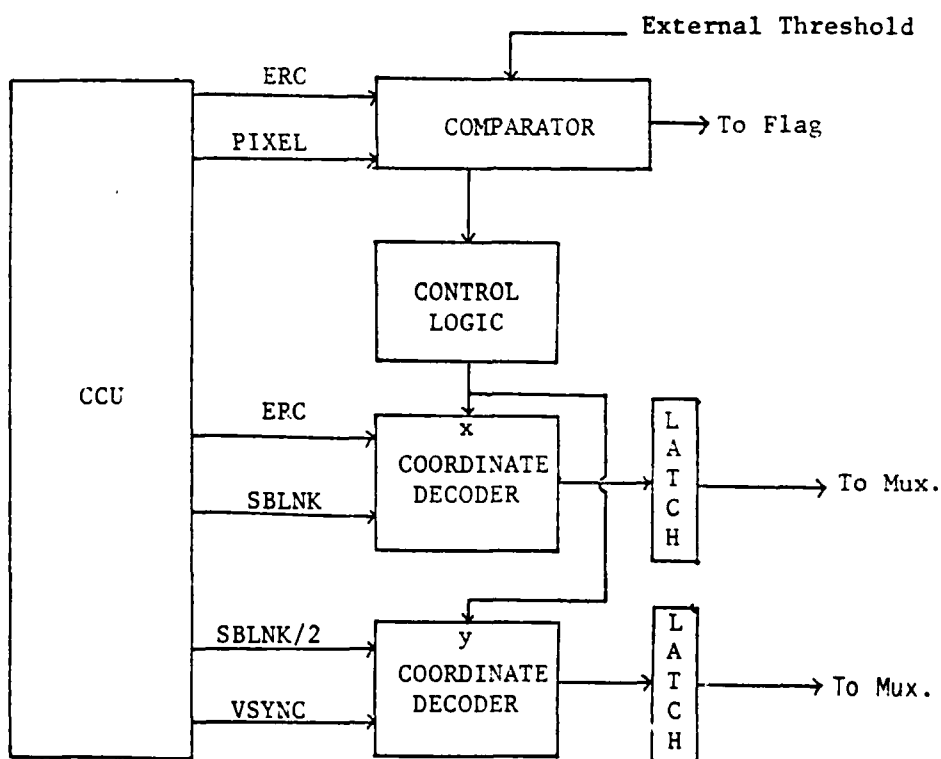 External Threshold
ERC
COMPARATOR
To Flag
PIXEL
CONTROL
LOGIC
CCU
ERC
x
COORDINATE
DECODER
SBLNK
L
A
T
C
H
To Mux.
SBLNK/2
y
COORDINATE
DECODER
VSYNC
L
A
T
C
H
To Mux.